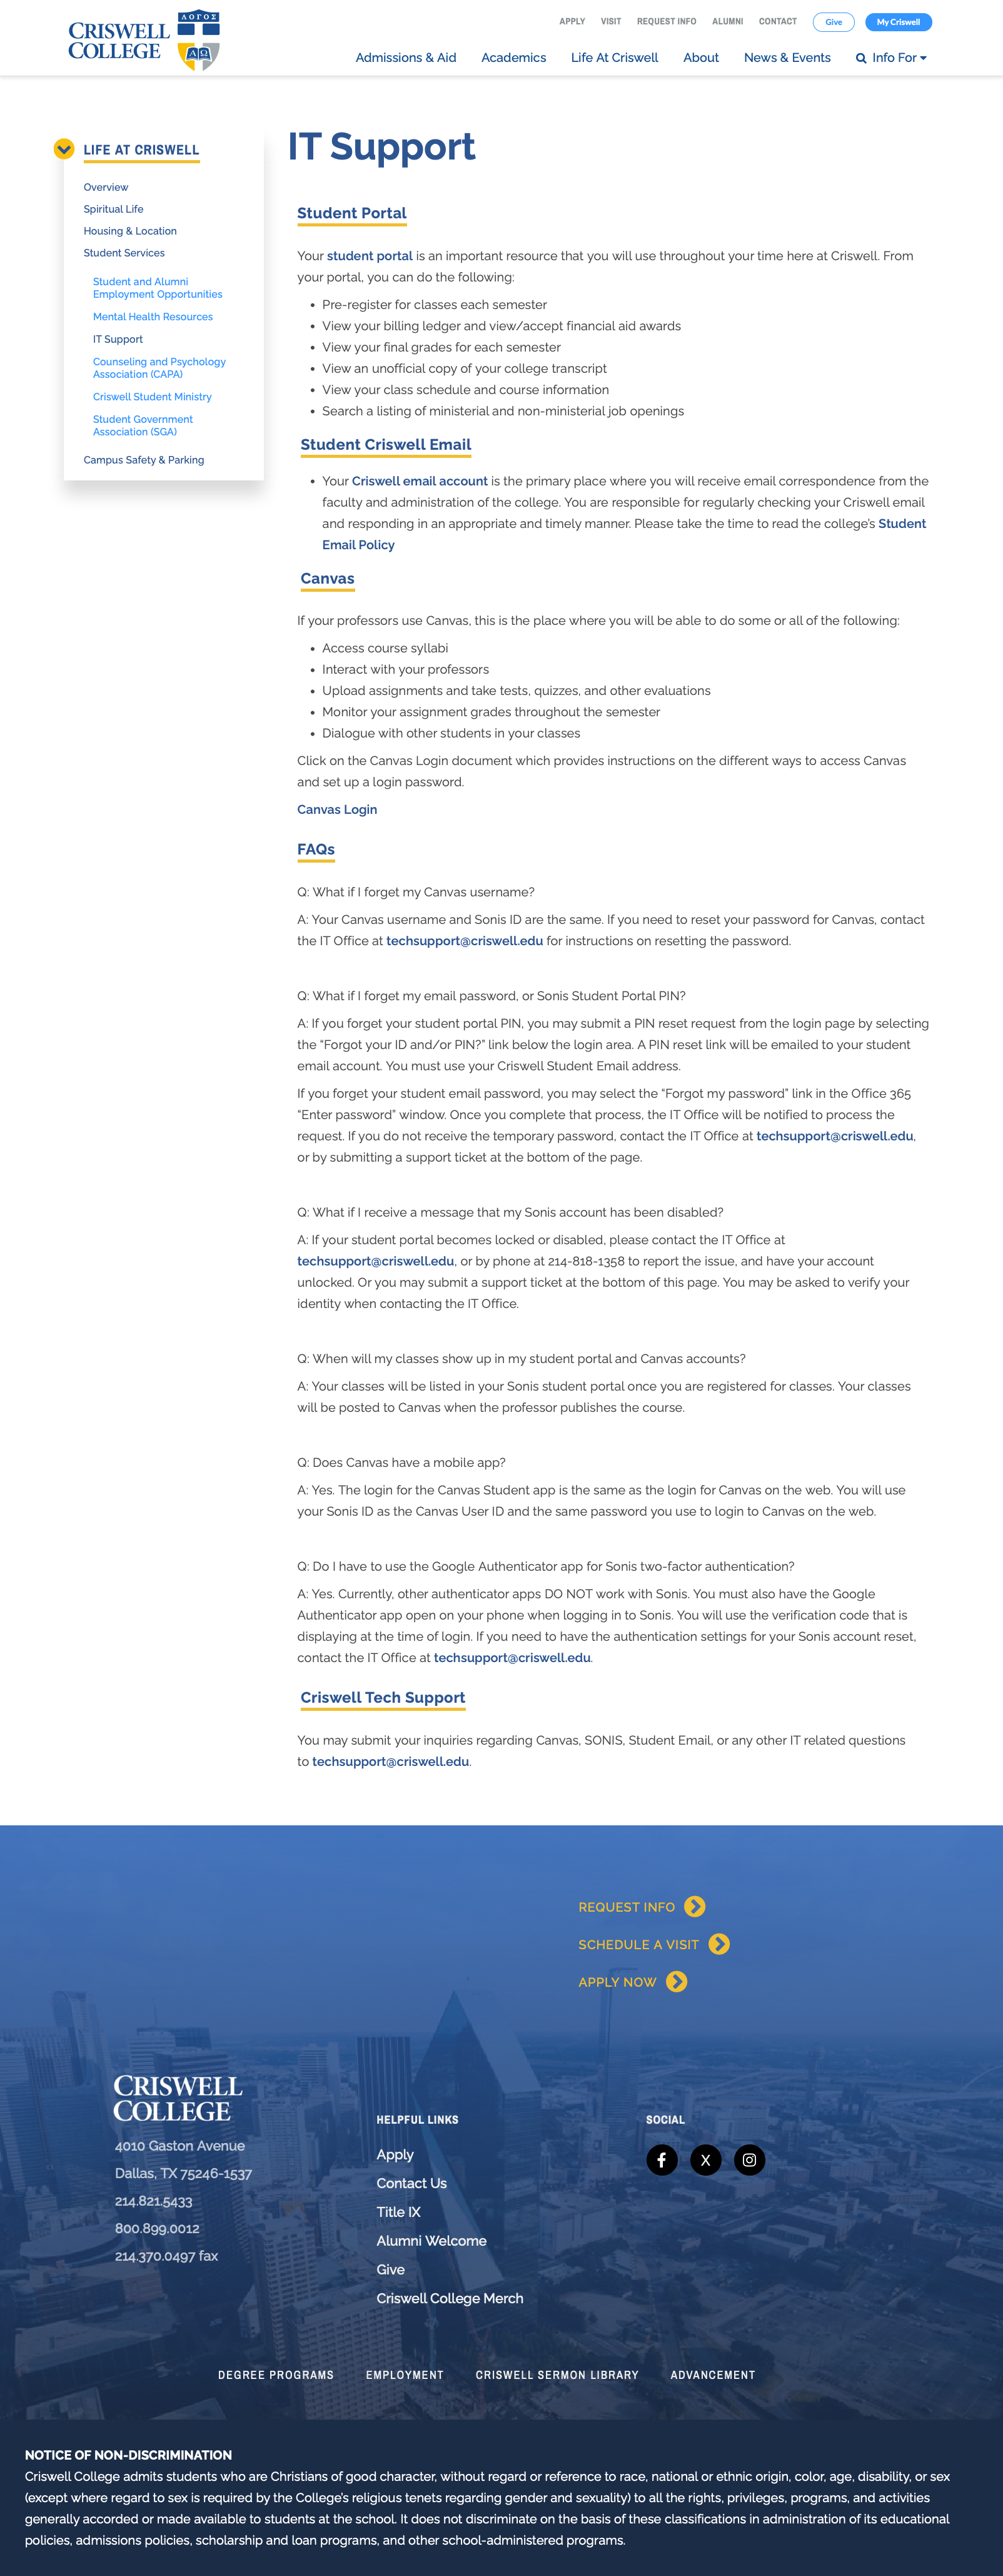 CRISWELL
COLLEGE
ΛΟΓΟΣ
ΑΩ
APPLY VISIT REQUEST INFO ALUMNI CONTACT Give My Criswell
Admissions & Aid Academics Life At Criswell About News & Events Info For
LIFE AT CRISWELL
Overview
Spiritual Life
Housing & Location
Student Services
Student and Alumni
Employment Opportunities
Mental Health Resources
IT Support
Counseling and Psychology
Association (CAPA)
Criswell Student Ministry
Student Government
Association (SGA)
Campus Safety & Parking
IT Support
Student Portal
Your student portal is an important resource that you will use throughout your time here at Criswell. From
your portal, you can do the following:
• Pre-register for classes each semester
• View your billing ledger and view/accept financial aid awards
• View your final grades for each semester
• View an unofficial copy of your college transcript
• View your class schedule and course information
• Search a listing of ministerial and non-ministerial job openings
Student Criswell Email
• Your Criswell email account is the primary place where you will receive email correspondence from the
faculty and administration of the college. You are responsible for regularly checking your Criswell email
and responding in an appropriate and timely manner. Please take the time to read the college’s Student
Email Policy
Canvas
If your professors use Canvas, this is the place where you will be able to do some or all of the following:
• Access course syllabi
• Interact with your professors
• Upload assignments and take tests, quizzes, and other evaluations
• Monitor your assignment grades throughout the semester
• Dialogue with other students in your classes
Click on the Canvas Login document which provides instructions on the different ways to access Canvas
and set up a login password.
Canvas Login
FAQs
Q: What if I forget my Canvas username?
A: Your Canvas username and Sonis ID are the same. If you need to reset your password for Canvas, contact
the IT Office at techsupport@criswell.edu for instructions on resetting the password.
Q: What if I forget my email password, or Sonis Student Portal PIN?
A: If you forget your student portal PIN, you may submit a PIN reset request from the login page by selecting
the “Forgot your ID and/or PIN?” link below the login area. A PIN reset link will be emailed to your student
email account. You must use your Criswell Student Email address.
If you forget your student email password, you may select the “Forgot my password” link in the Office 365
“Enter password” window. Once you complete that process, the IT Office will be notified to process the
request. If you do not receive the temporary password, contact the IT Office at techsupport@criswell.edu,
or by submitting a support ticket at the bottom of the page.
Q: What if I receive a message that my Sonis account has been disabled?
A: If your student portal becomes locked or disabled, please contact the IT Office at
techsupport@criswell.edu, or by phone at 214-818-1358 to report the issue, and have your account
unlocked. Or you may submit a support ticket at the bottom of this page. You may be asked to verify your
identity when contacting the IT Office.
Q: When will my classes show up in my student portal and Canvas accounts?
A: Your classes will be listed in your Sonis student portal once you are registered for classes. Your classes
will be posted to Canvas when the professor publishes the course.
Q: Does Canvas have a mobile app?
A: Yes. The login for the Canvas Student app is the same as the login for Canvas on the web. You will use
your Sonis ID as the Canvas User ID and the same password you use to login to Canvas on the web.
Q: Do I have to use the Google Authenticator app for Sonis two-factor authentication?
A: Yes. Currently, other authenticator apps DO NOT work with Sonis. You must also have the Google
Authenticator app open on your phone when logging in to Sonis. You will use the verification code that is
displaying at the time of login. If you need to have the authentication settings for your Sonis account reset,
contact the IT Office at techsupport@criswell.edu.
Criswell Tech Support
You may submit your inquiries regarding Canvas, SONIS, Student Email, or any other IT related questions
to techsupport@criswell.edu.
REQUEST INFO
SCHEDULE A VISIT
APPLY NOW
CRISWELL
COLLEGE
4010 Gaston Avenue
Dallas, TX 75246-1537
214.821.5433
800.899.0012
214.370.0497 fax
HELPFUL LINKS
Apply
Contact Us
Title IX
Alumni Welcome
Give
Criswell College Merch
SOCIAL
X
DEGREE PROGRAMS EMPLOYMENT CRISWELL SERMON LIBRARY ADVANCEMENT
NOTICE OF NON-DISCRIMINATION
Criswell College admits students who are Christians of good character, without regard or reference to race, national or ethnic origin, color, age, disability, or sex
(except where regard to sex is required by the College’s religious tenets regarding gender and sexuality) to all the rights, privileges, programs, and activities
generally accorded or made available to students at the school. It does not discriminate on the basis of these classifications in administration of its educational
policies, admissions policies, scholarship and loan programs, and other school-administered programs.